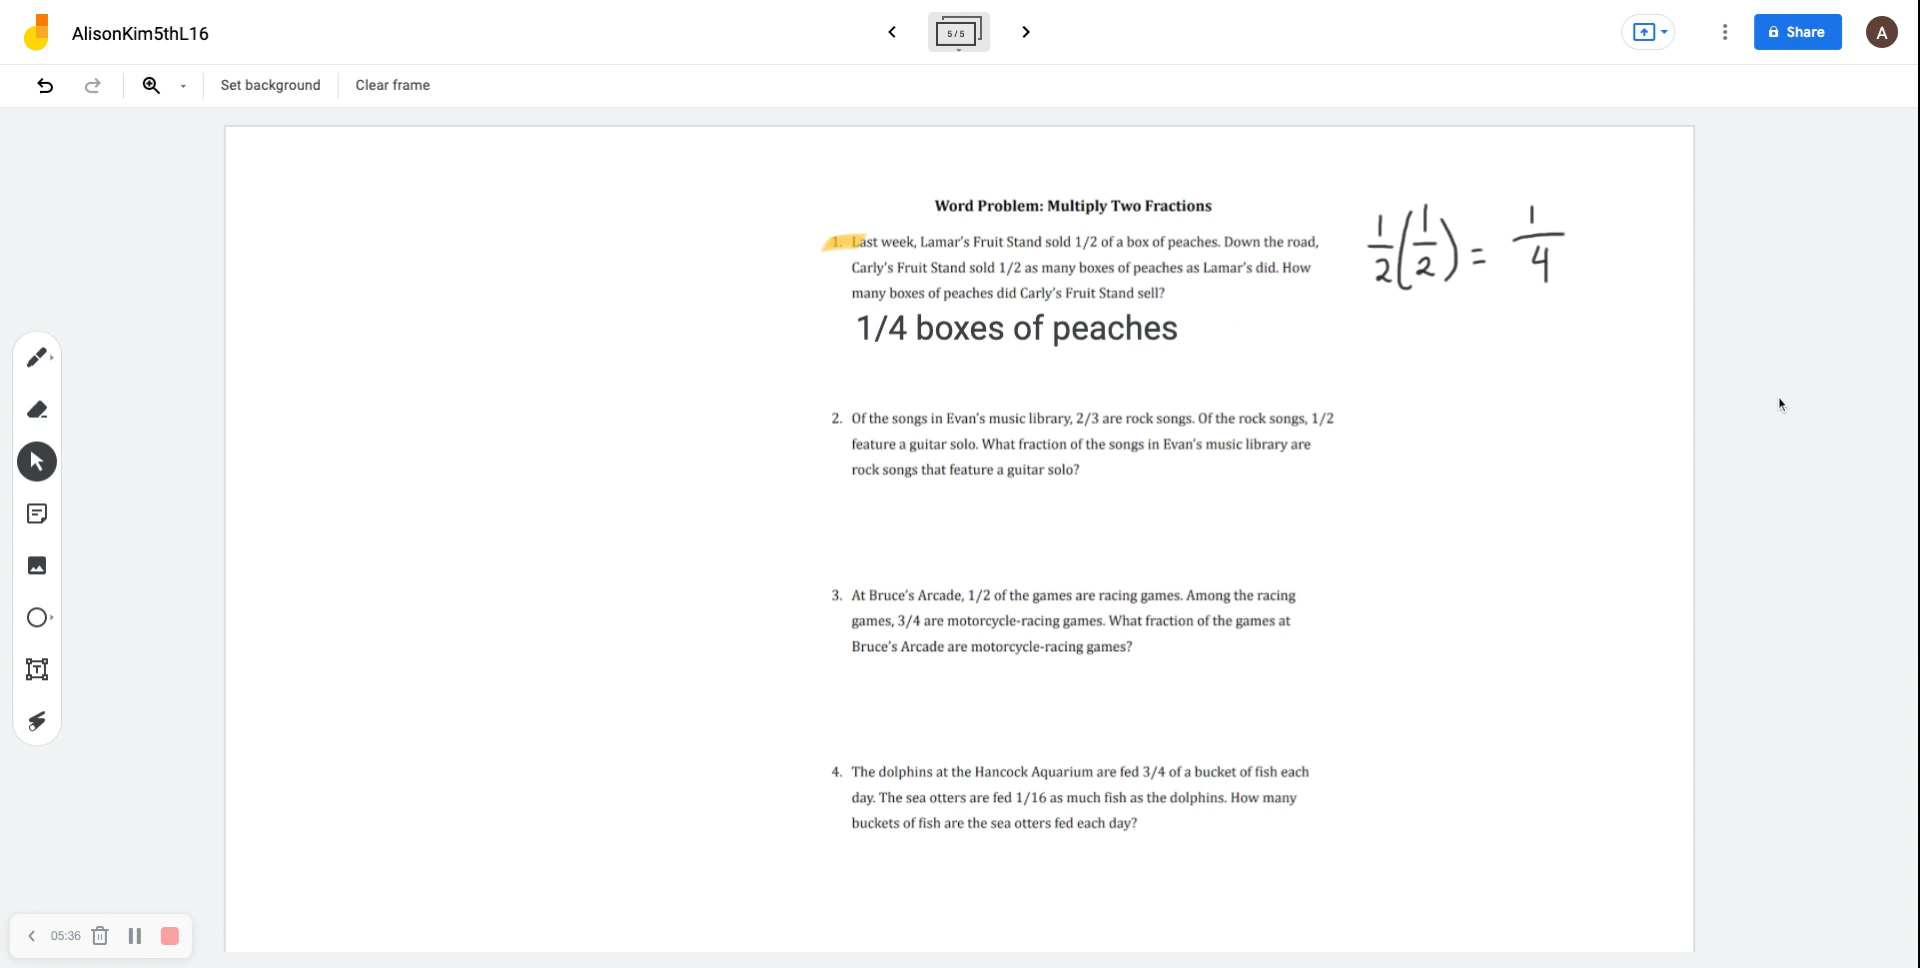 AlisonKim5thL16
5 / 5
Share
A
Set background
Clear frame
Word Problem: Multiply Two Fractions
1. Last week, Lamar's Fruit Stand sold 1/2 of a box of peaches. Down the road,
Carly's Fruit Stand sold 1/2 as many boxes of peaches as Lamar's did. How
many boxes of peaches did Carly's Fruit Stand sell?
1/2(1/2) = 1/4
1/4 boxes of peaches
2. Of the songs in Evan's music library, 2/3 are rock songs. Of the rock songs, 1/2
feature a guitar solo. What fraction of the songs in Evan's music library are
rock songs that feature a guitar solo?
3. At Bruce's Arcade, 1/2 of the games are racing games. Among the racing
games, 3/4 are motorcycle-racing games. What fraction of the games at
Bruce's Arcade are motorcycle-racing games?
4. The dolphins at the Hancock Aquarium are fed 3/4 of a bucket of fish each
day. The sea otters are fed 1/16 as much fish as the dolphins. How many
buckets of fish are the sea otters fed each day?
05:36